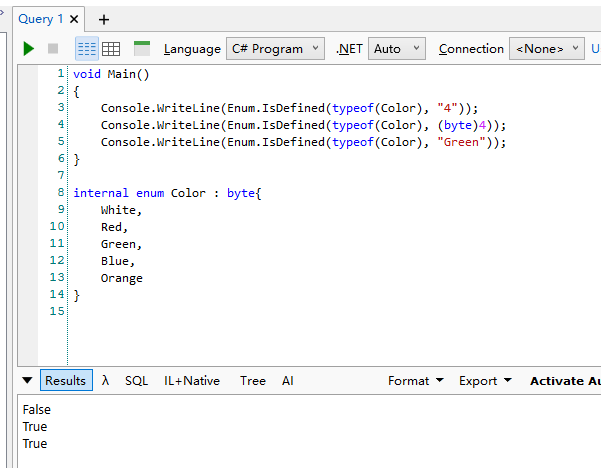 Query 1 × +
Language C# Program .NET Auto Connection <None> U
1 void Main()
2 {
3     Console.WriteLine(Enum.IsDefined(typeof(Color), "4"));
4     Console.WriteLine(Enum.IsDefined(typeof(Color), (byte)4));
5     Console.WriteLine(Enum.IsDefined(typeof(Color), "Green"));
6 }
7
8 internal enum Color : byte{
9     White,
10     Red,
11     Green,
12     Blue,
13     Orange
14 }
15
Results λ SQL IL+Native Tree AI Format Export Activate Au
False
True
True